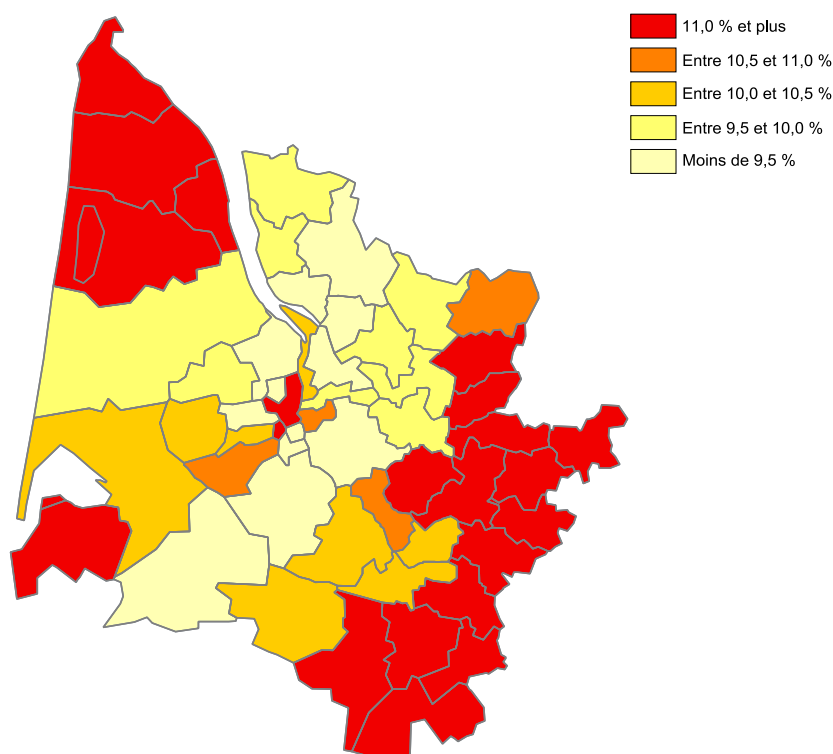 11,0 % et plus
Entre 10,5 et 11,0 %
Entre 10,0 et 10,5 %
Entre 9,5 et 10,0 %
Moins de 9,5 %